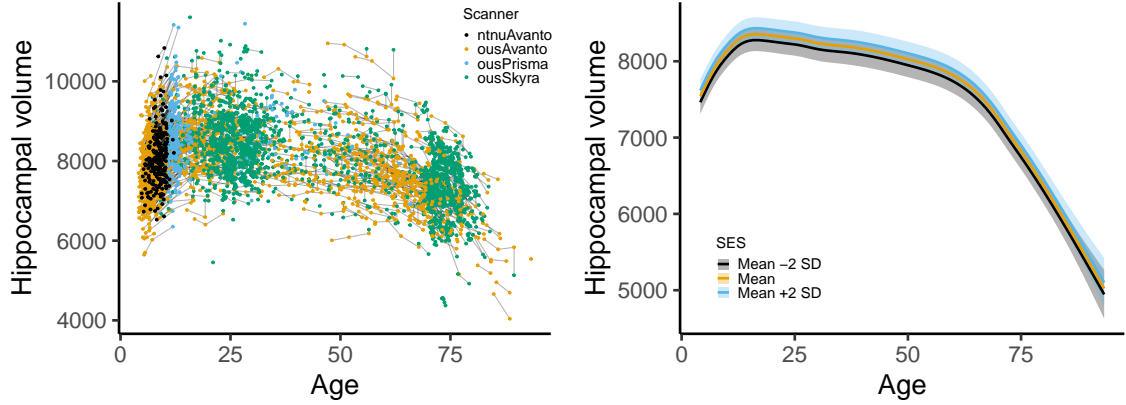 Scanner
ntnuAvanto
ousAvanto
ousPrisma
ousSkyra
Hippocampal volume
10000
8000
6000
4000
0 25 50 75
Age
Hippocampal volume
8000
7000
6000
5000
SES
Mean −2 SD
Mean
Mean +2 SD
0 25 50 75
Age